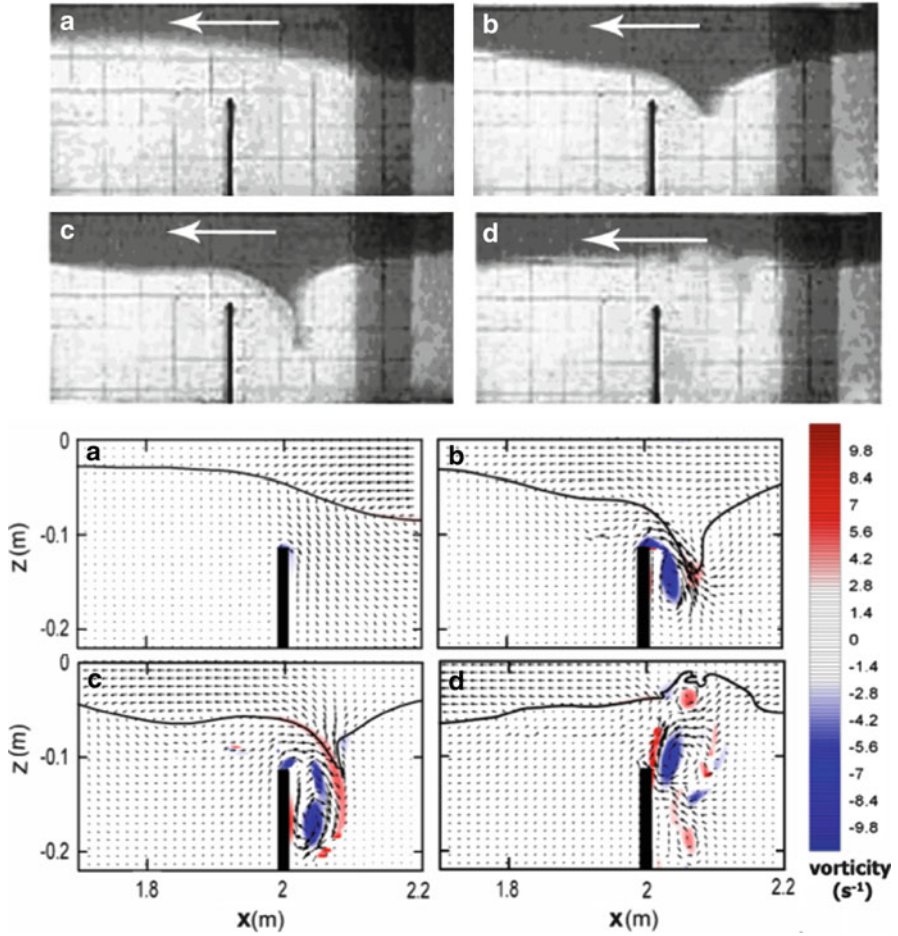 a
b
c
d
a
b
c
d
0
-0.1
-0.2
z(m)
0
-0.1
-0.2
z(m)
1.8
2
2.2
x(m)
1.8
2
2.2
x(m)
9.8
8.4
7
5.6
4.2
2.8
1.4
0
-1.4
-2.8
-4.2
-5.6
-7
-8.4
-9.8
vorticity
(s⁻¹)